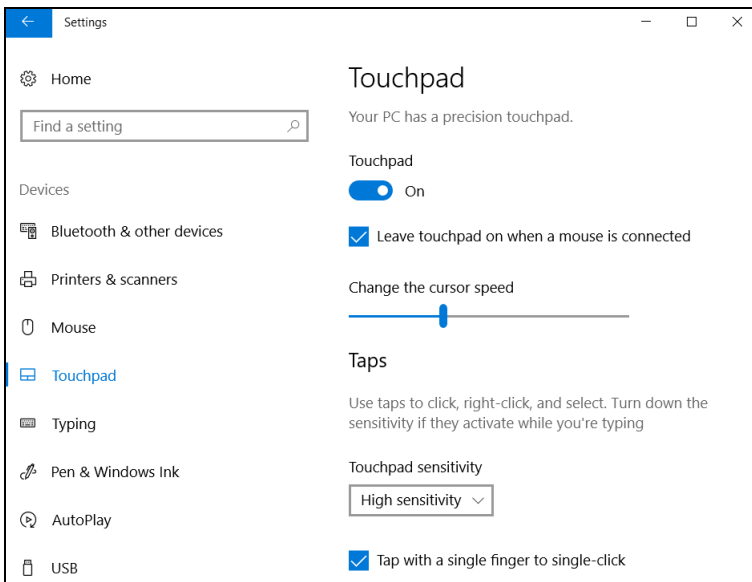 Settings
Home
Find a setting
Devices
Bluetooth & other devices
Printers & scanners
Mouse
Touchpad
Typing
Pen & Windows Ink
AutoPlay
USB
Touchpad
Your PC has a precision touchpad.
Touchpad
On
Leave touchpad on when a mouse is connected
Change the cursor speed
Taps
Use taps to click, right-click, and select. Turn down the
sensitivity if they activate while you're typing
Touchpad sensitivity
High sensitivity
Tap with a single finger to single-click